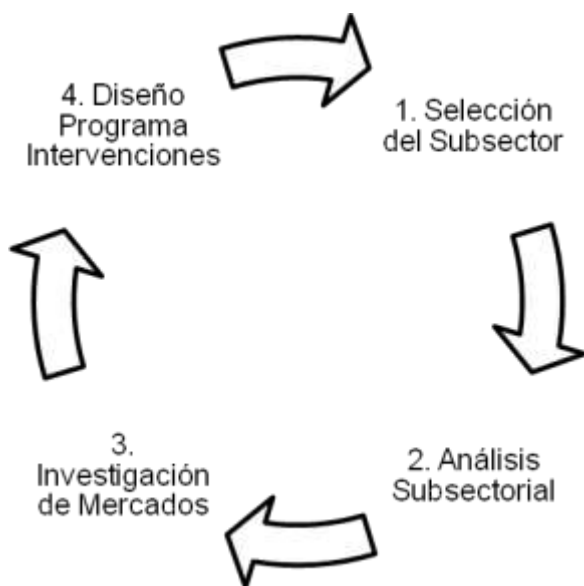 1. Selección
del Subsector
2. Análisis
Subsectorial
3.
Investigación
de Mercados
4. Diseño
Programa
Intervenciones